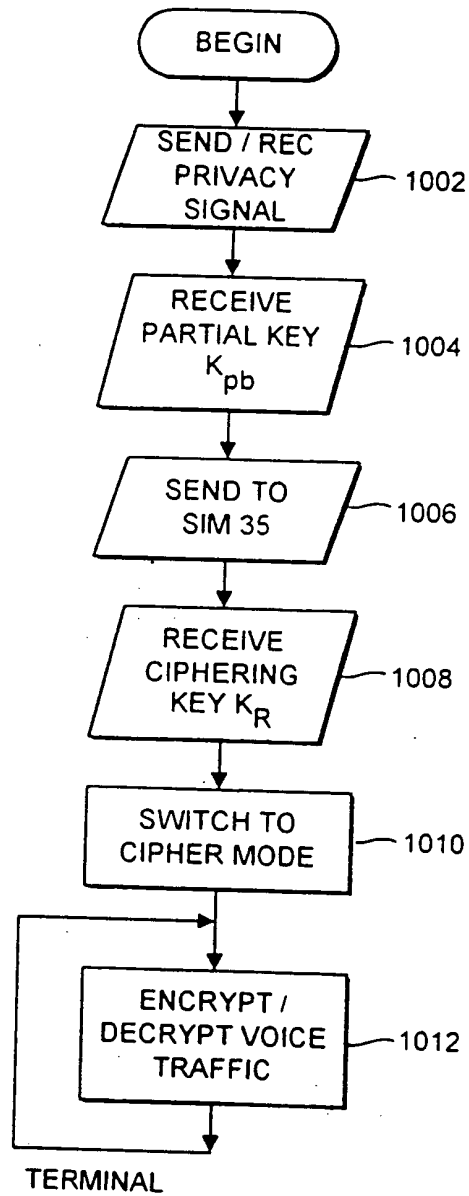 BEGIN
SEND / REC
PRIVACY
SIGNAL
1002
RECEIVE
PARTIAL KEY
Kpb
1004
SEND TO
SIM 35
1006
RECEIVE
CIPHERING
KEY KR
1008
SWITCH TO
CIPHER MODE
1010
ENCRYPT /
DECRYPT VOICE
TRAFFIC
1012
TERMINAL